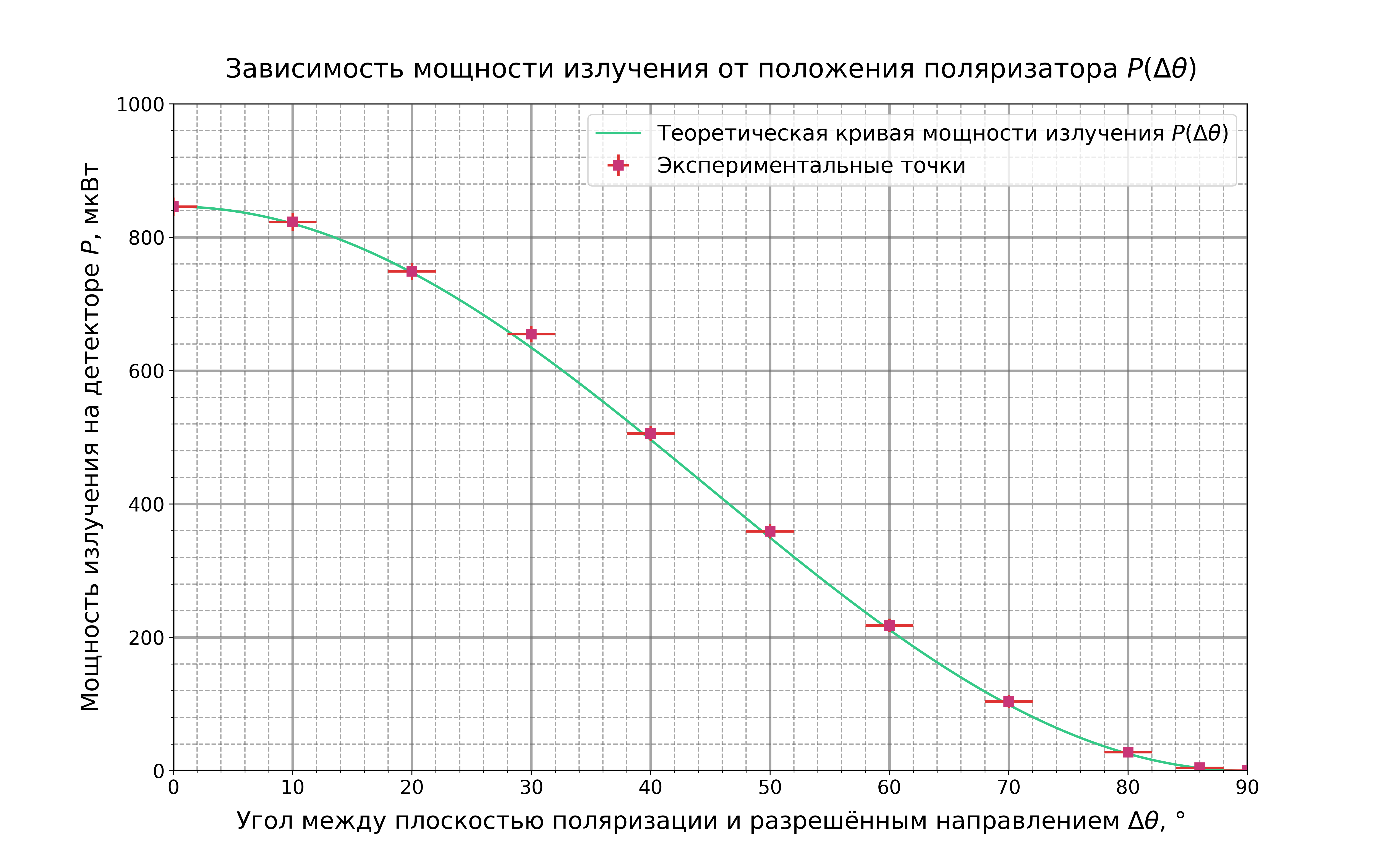 Зависимость мощности излучения от положения поляризатора P(Δθ)
Теоретическая кривая мощности излучения P(Δθ)
Экспериментальные точки
Мощность излучения на детекторе P, мкВт
1000
800
600
400
200
0
0 10 20 30 40 50 60 70 80 90
Угол между плоскостью поляризации и разрешённым направлением Δθ, °